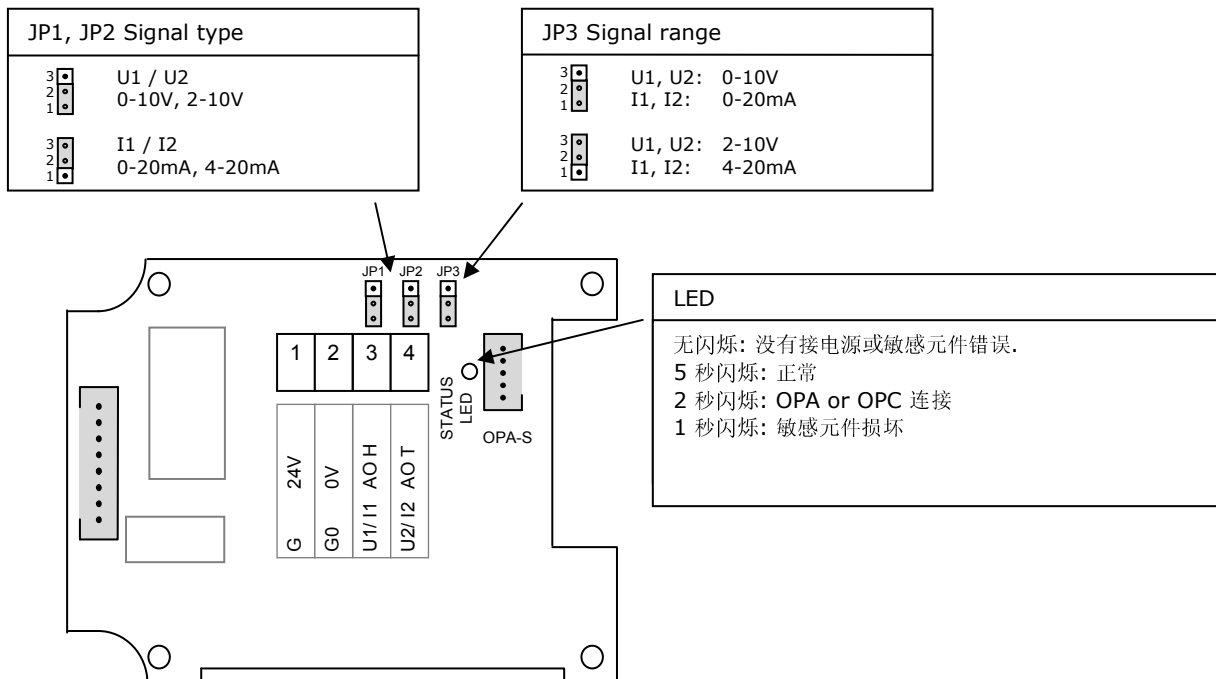 JP1, JP2 Signal type
3
2
1
U1 / U2
0-10V, 2-10V
3
2
1
I1 / I2
0-20mA, 4-20mA
JP3 Signal range
3
2
1
U1, U2: 0-10V
I1, I2: 0-20mA
3
2
1
U1, U2: 2-10V
I1, I2: 4-20mA
JP1 JP2 JP3
1 2 3 4
STATUS
LED
OPA-S
G 24V
G0 0V
U1/I1 AO H
U2/I2 AO T
LED
无闪烁: 没有接电源或敏感元件错误.
5 秒闪烁: 正常
2 秒闪烁: OPA or OPC 连接
1 秒闪烁: 敏感元件损坏